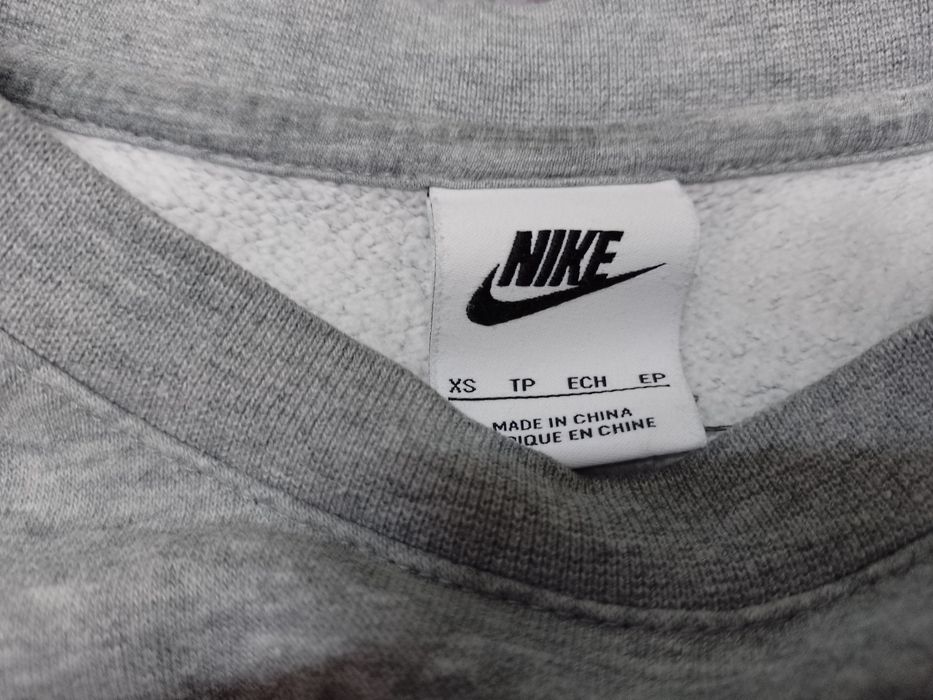 NIKE
XS TP ECH EP
MADE IN CHINA
EN CHINE